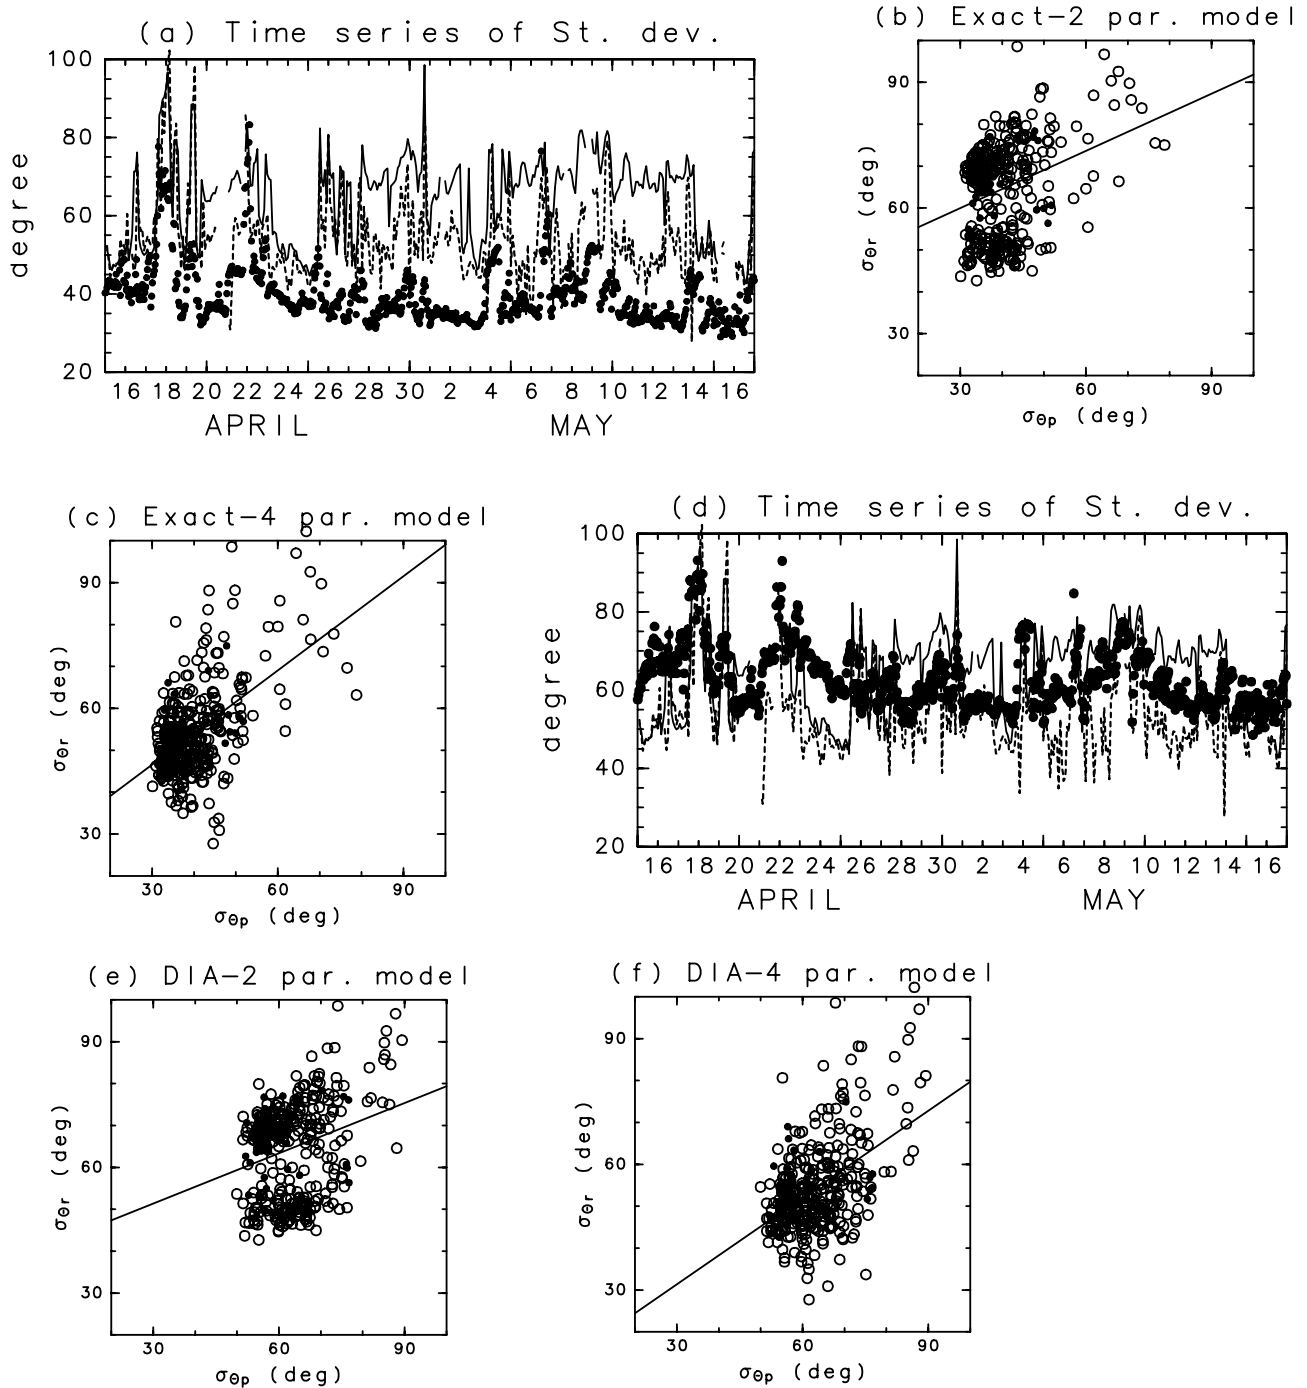 (a) Time series of St. dev.
100
80
60
40
20
degree
16 18 20 22 24 26 28 30 2 4 6 8 10 12 14 16
APRIL MAY
(b) Exact-2 par. model
90
60
30
σΘr (deg)
30 60 90
σΘp (deg)
(c) Exact-4 par. model
90
60
30
σΘr (deg)
30 60 90
σΘp (deg)
(d) Time series of St. dev.
100
80
60
40
20
degree
16 18 20 22 24 26 28 30 2 4 6 8 10 12 14 16
APRIL MAY
(e) DIA-2 par. model
90
60
30
σΘr (deg)
30 60 90
σΘp (deg)
(f) DIA-4 par. model
90
60
30
σΘr (deg)
30 60 90
σΘp (deg)